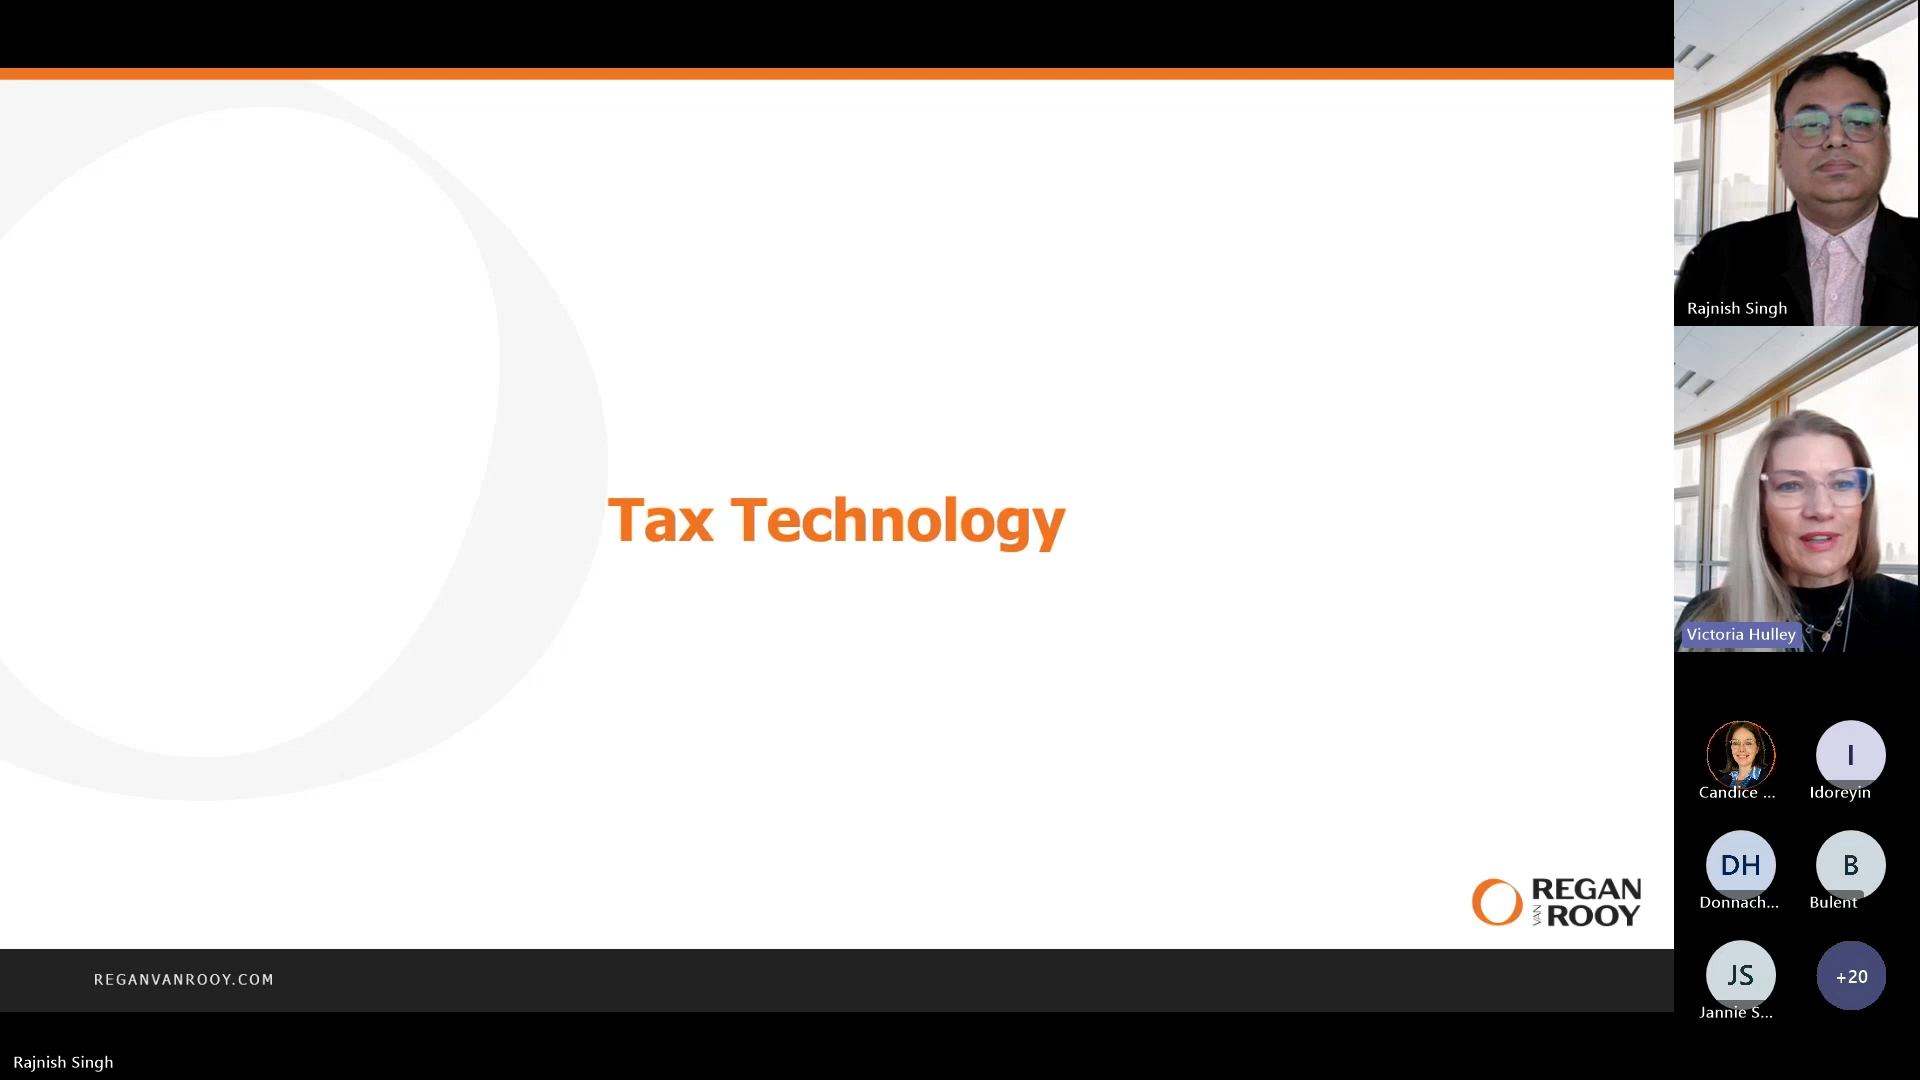 Tax Technology
REGAN
VAN ROOY
REGANVANROOY.COM
Rajnish Singh
Rajnish Singh
Victoria Hulley
Candice ...
I
Idoreyin
DH
Donnach...
B
Bulent
JS
Jannie S...
+20